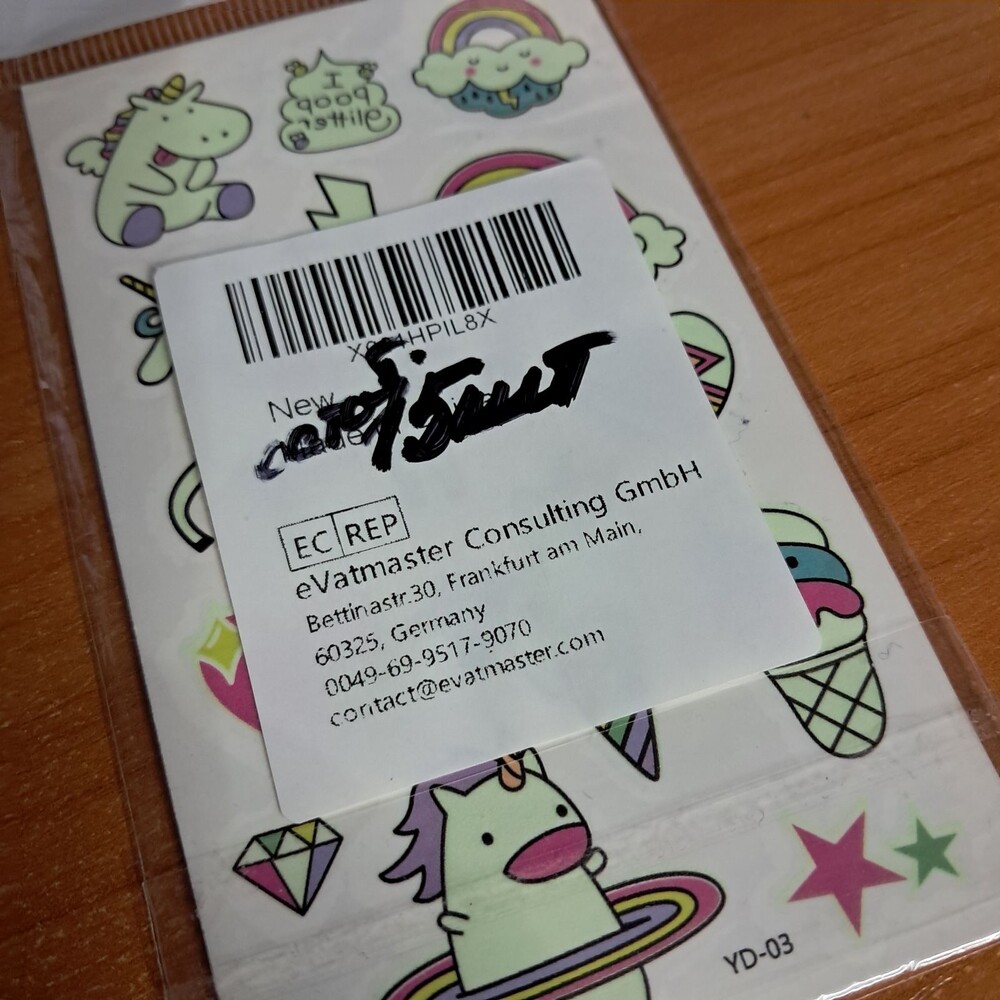 I
poop
glitter
HPIL8X
New
EC REP
eVatmaster Consulting GmbH
Bettinastr.30, Frankfurt am Main,
60325, Germany
0049-69-9517-9070
contact@evatmaster.com
YD-03